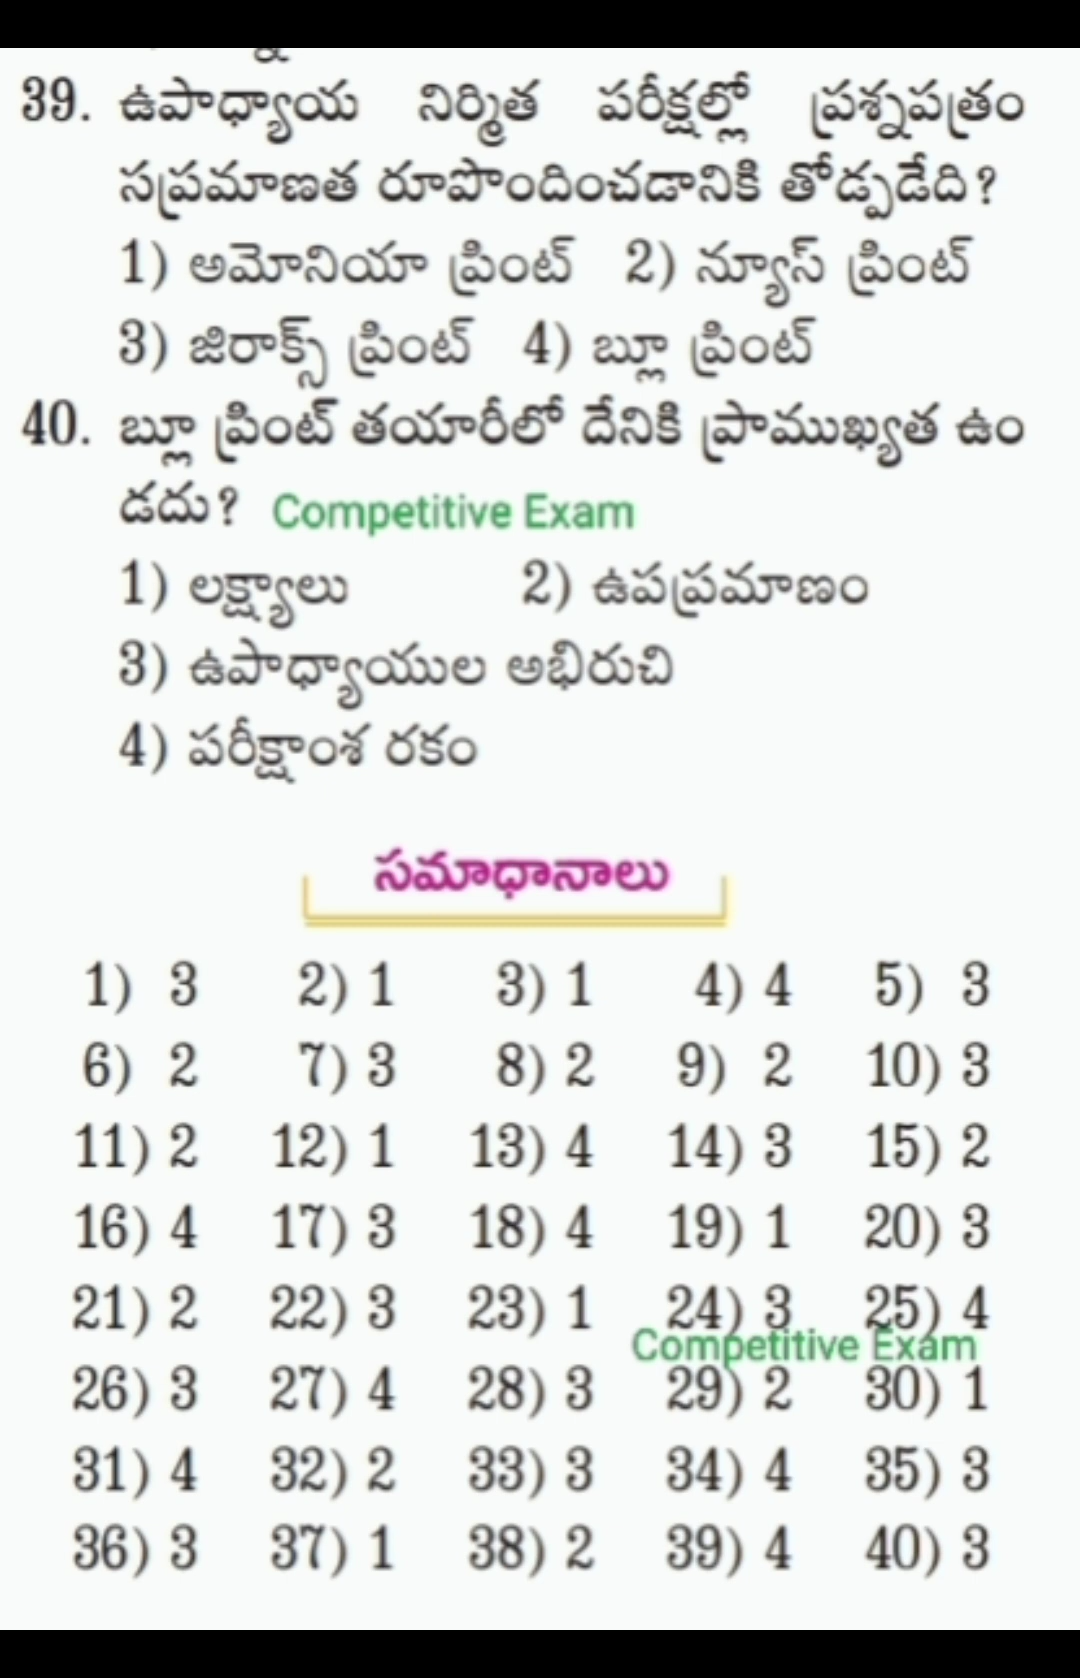 39. ఉపాధ్యాయ నిర్మిత పరీక్షల్లో ప్రశ్నపత్రం
సప్రమాణత రూపొందించడానికి తోడ్పడేది?
1) అమోనియా ప్రింట్ 2) న్యూస్ ప్రింట్
3) జిరాక్స్ ప్రింట్ 4) బ్లూ ప్రింట్
40. బ్లూ ప్రింట్ తయారీలో దేనికి ప్రాముఖ్యత ఉం
డదు? Competitive Exam
1) లక్ష్యాలు 2) ఉపప్రమాణం
3) ఉపాధ్యాయుల అభిరుచి
4) పరీక్షాంశ రకం
సమాధానాలు
1) 3 2) 1 3) 1 4) 4 5) 3
6) 2 7) 3 8) 2 9) 2 10) 3
11) 2 12) 1 13) 4 14) 3 15) 2
16) 4 17) 3 18) 4 19) 1 20) 3
21) 2 22) 3 23) 1 24) 3 25) 4
Competitive Exam
26) 3 27) 4 28) 3 29) 2 30) 1
31) 4 32) 2 33) 3 34) 4 35) 3
36) 3 37) 1 38) 2 39) 4 40) 3